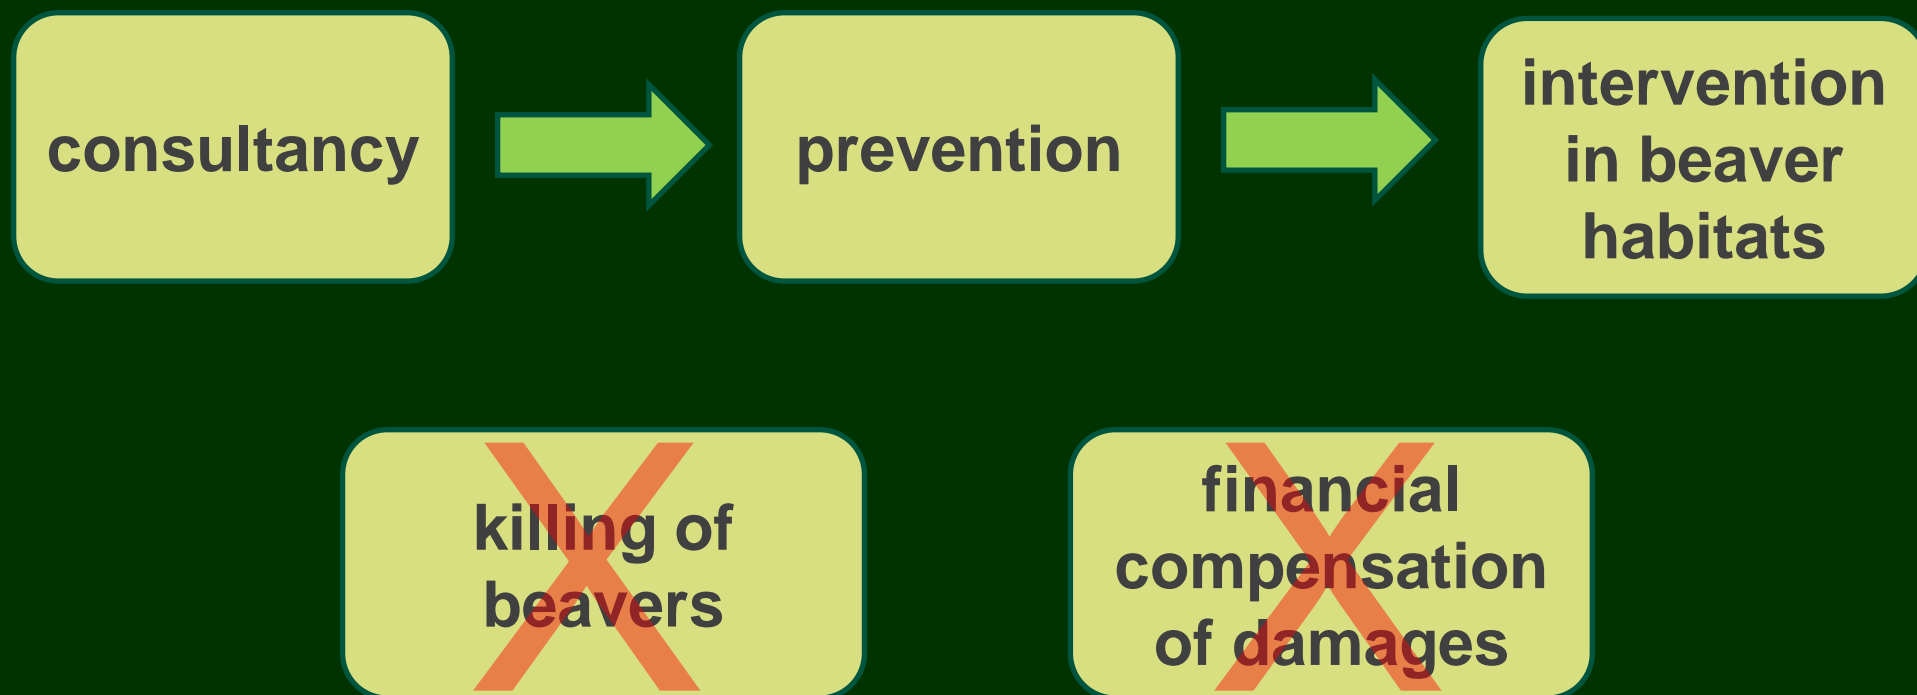 consultancy
prevention
intervention
in beaver
habitats
killing of
beavers
financial
compensation
of damages